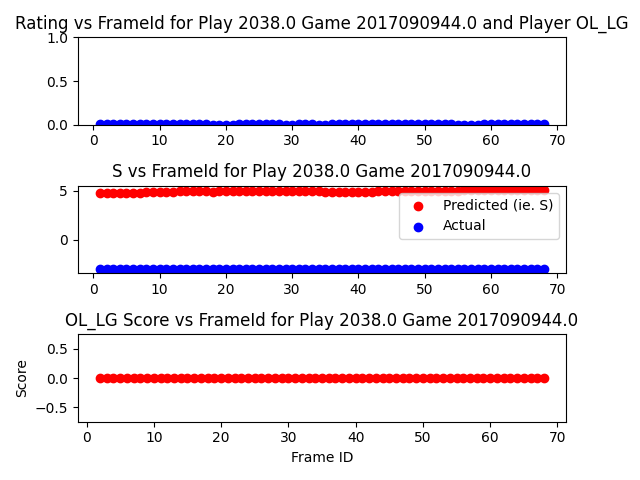 Rating vs FrameId for Play 2038.0 Game 2017090944.0 and Player OL_LG
1.0
0.5
0.0
0 10 20 30 40 50 60 70
S vs FrameId for Play 2038.0 Game 2017090944.0
5
0
Predicted (ie. S)
Actual
0 10 20 30 40 50 60 70
OL_LG Score vs FrameId for Play 2038.0 Game 2017090944.0
Score
0.5
0.0
−0.5
0 10 20 30 40 50 60 70
Frame ID